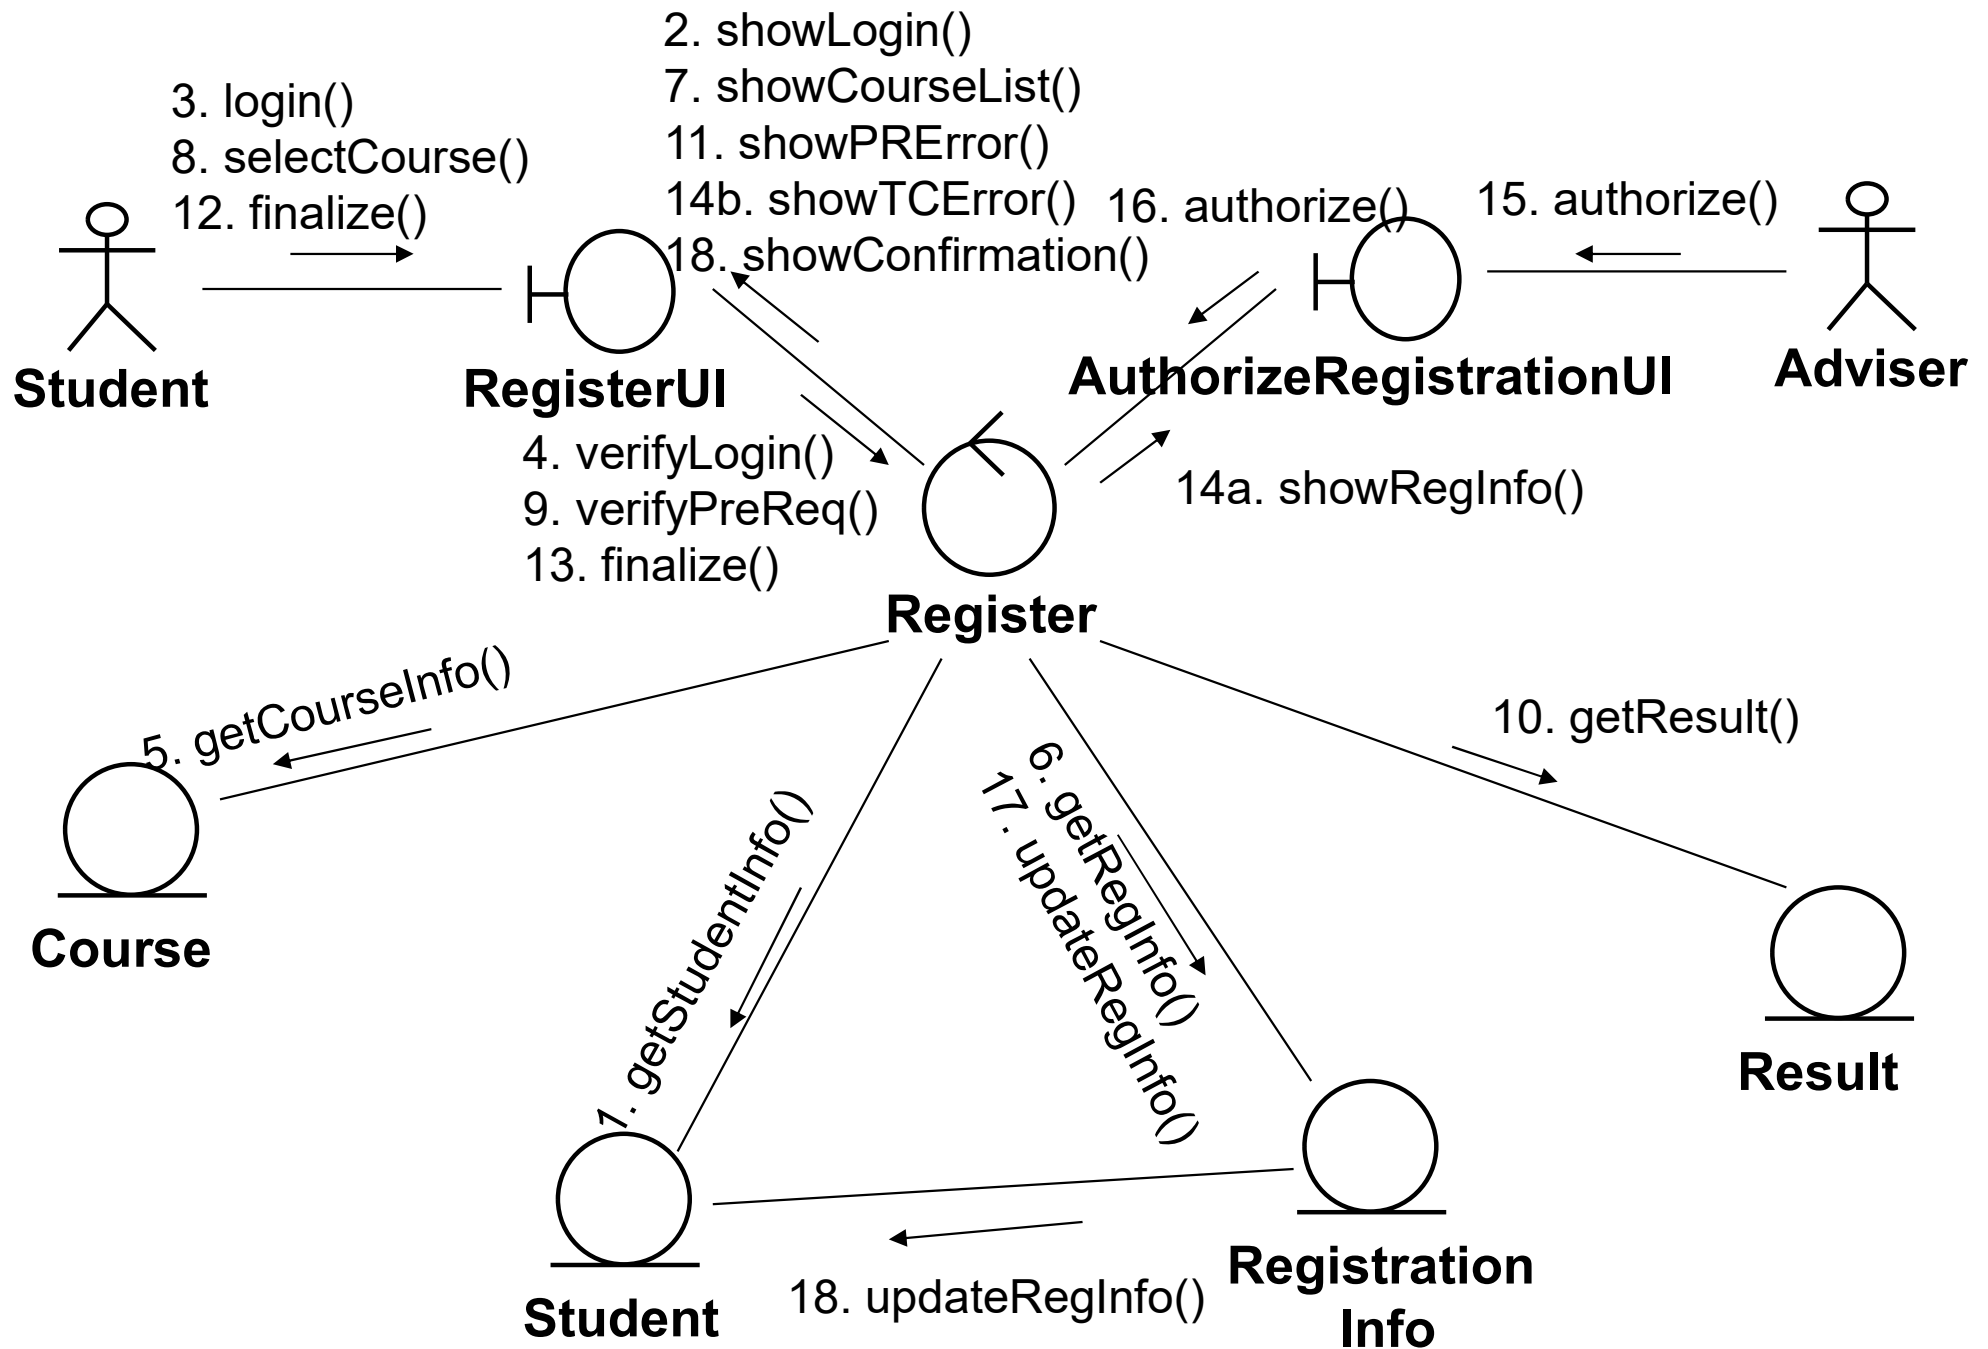 2. showLogin()
7. showCourseList()
11. showPRError()
14b. showTCError()
18. showConfirmation()
3. login()
8. selectCourse()
12. finalize()
16. authorize()
15. authorize()
Student
RegisterUI
AuthorizeRegistrationUI
Adviser
4. verifyLogin()
9. verifyPreReq()
13. finalize()
14a. showRegInfo()
Register
5. getCourseInfo()
10. getResult()
1. getStudentInfo()
6. getRegInfo()
17. updateRegInfo()
Course
Result
Student
18. updateRegInfo()
Registration
Info